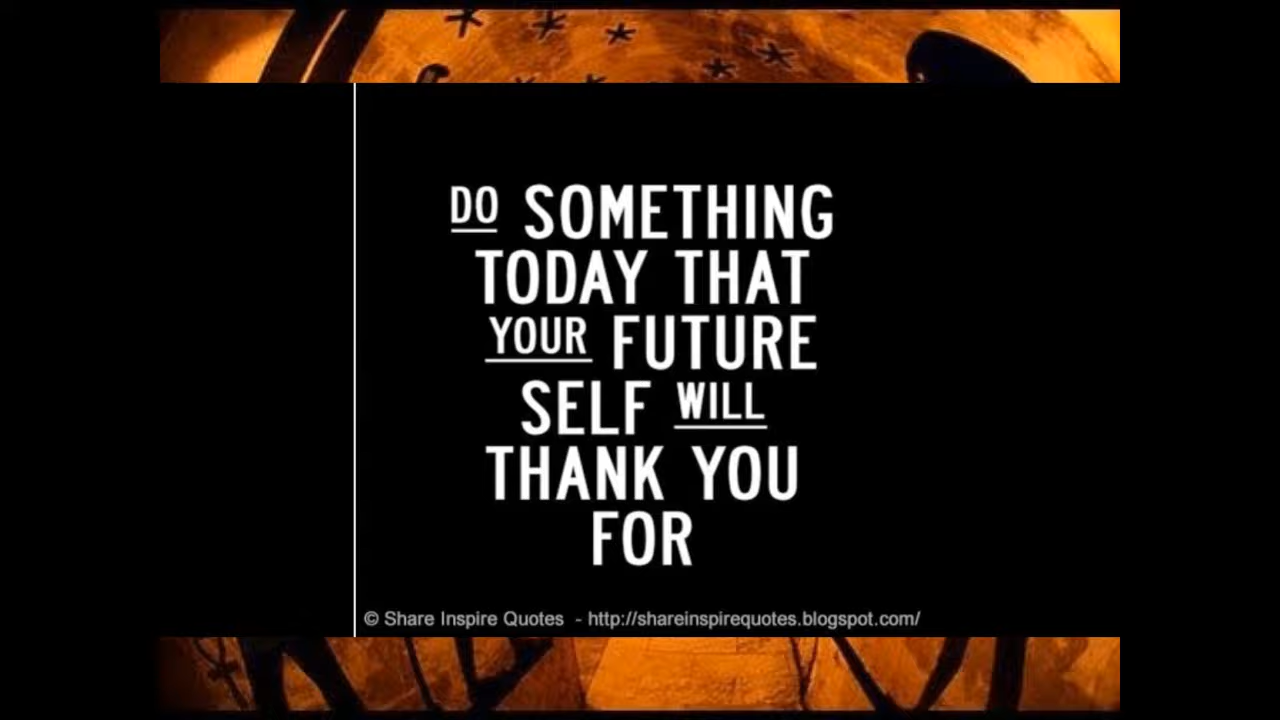 DO SOMETHING
TODAY THAT
YOUR FUTURE
SELF WILL
THANK YOU
FOR
© Share Inspire Quotes - http://shareinspirequotes.blogspot.com/